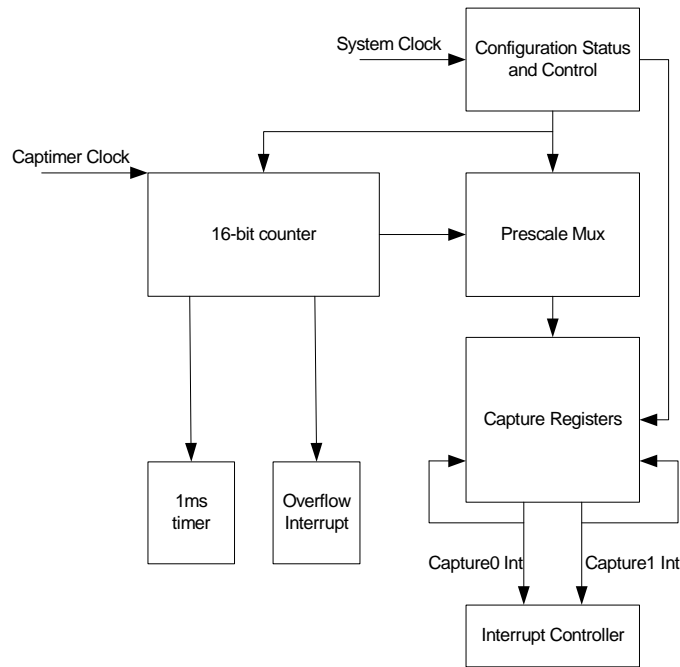 System Clock
Configuration Status
and Control
Captimer Clock
16-bit counter
Prescale Mux
Capture Registers
1ms
timer
Overflow
Interrupt
Capture0 Int
Capture1 Int
Interrupt Controller